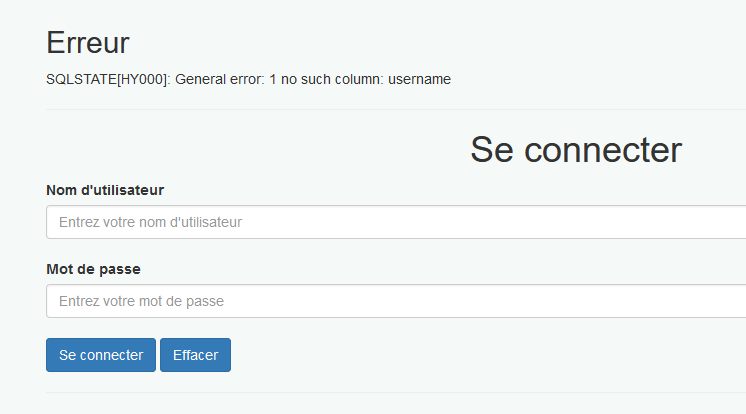 Erreur
SQLSTATE[HY000]: General error: 1 no such column: username
Se connecter
Nom d'utilisateur
Entrez votre nom d'utilisateur
Mot de passe
Entrez votre mot de passe
Se connecter Effacer